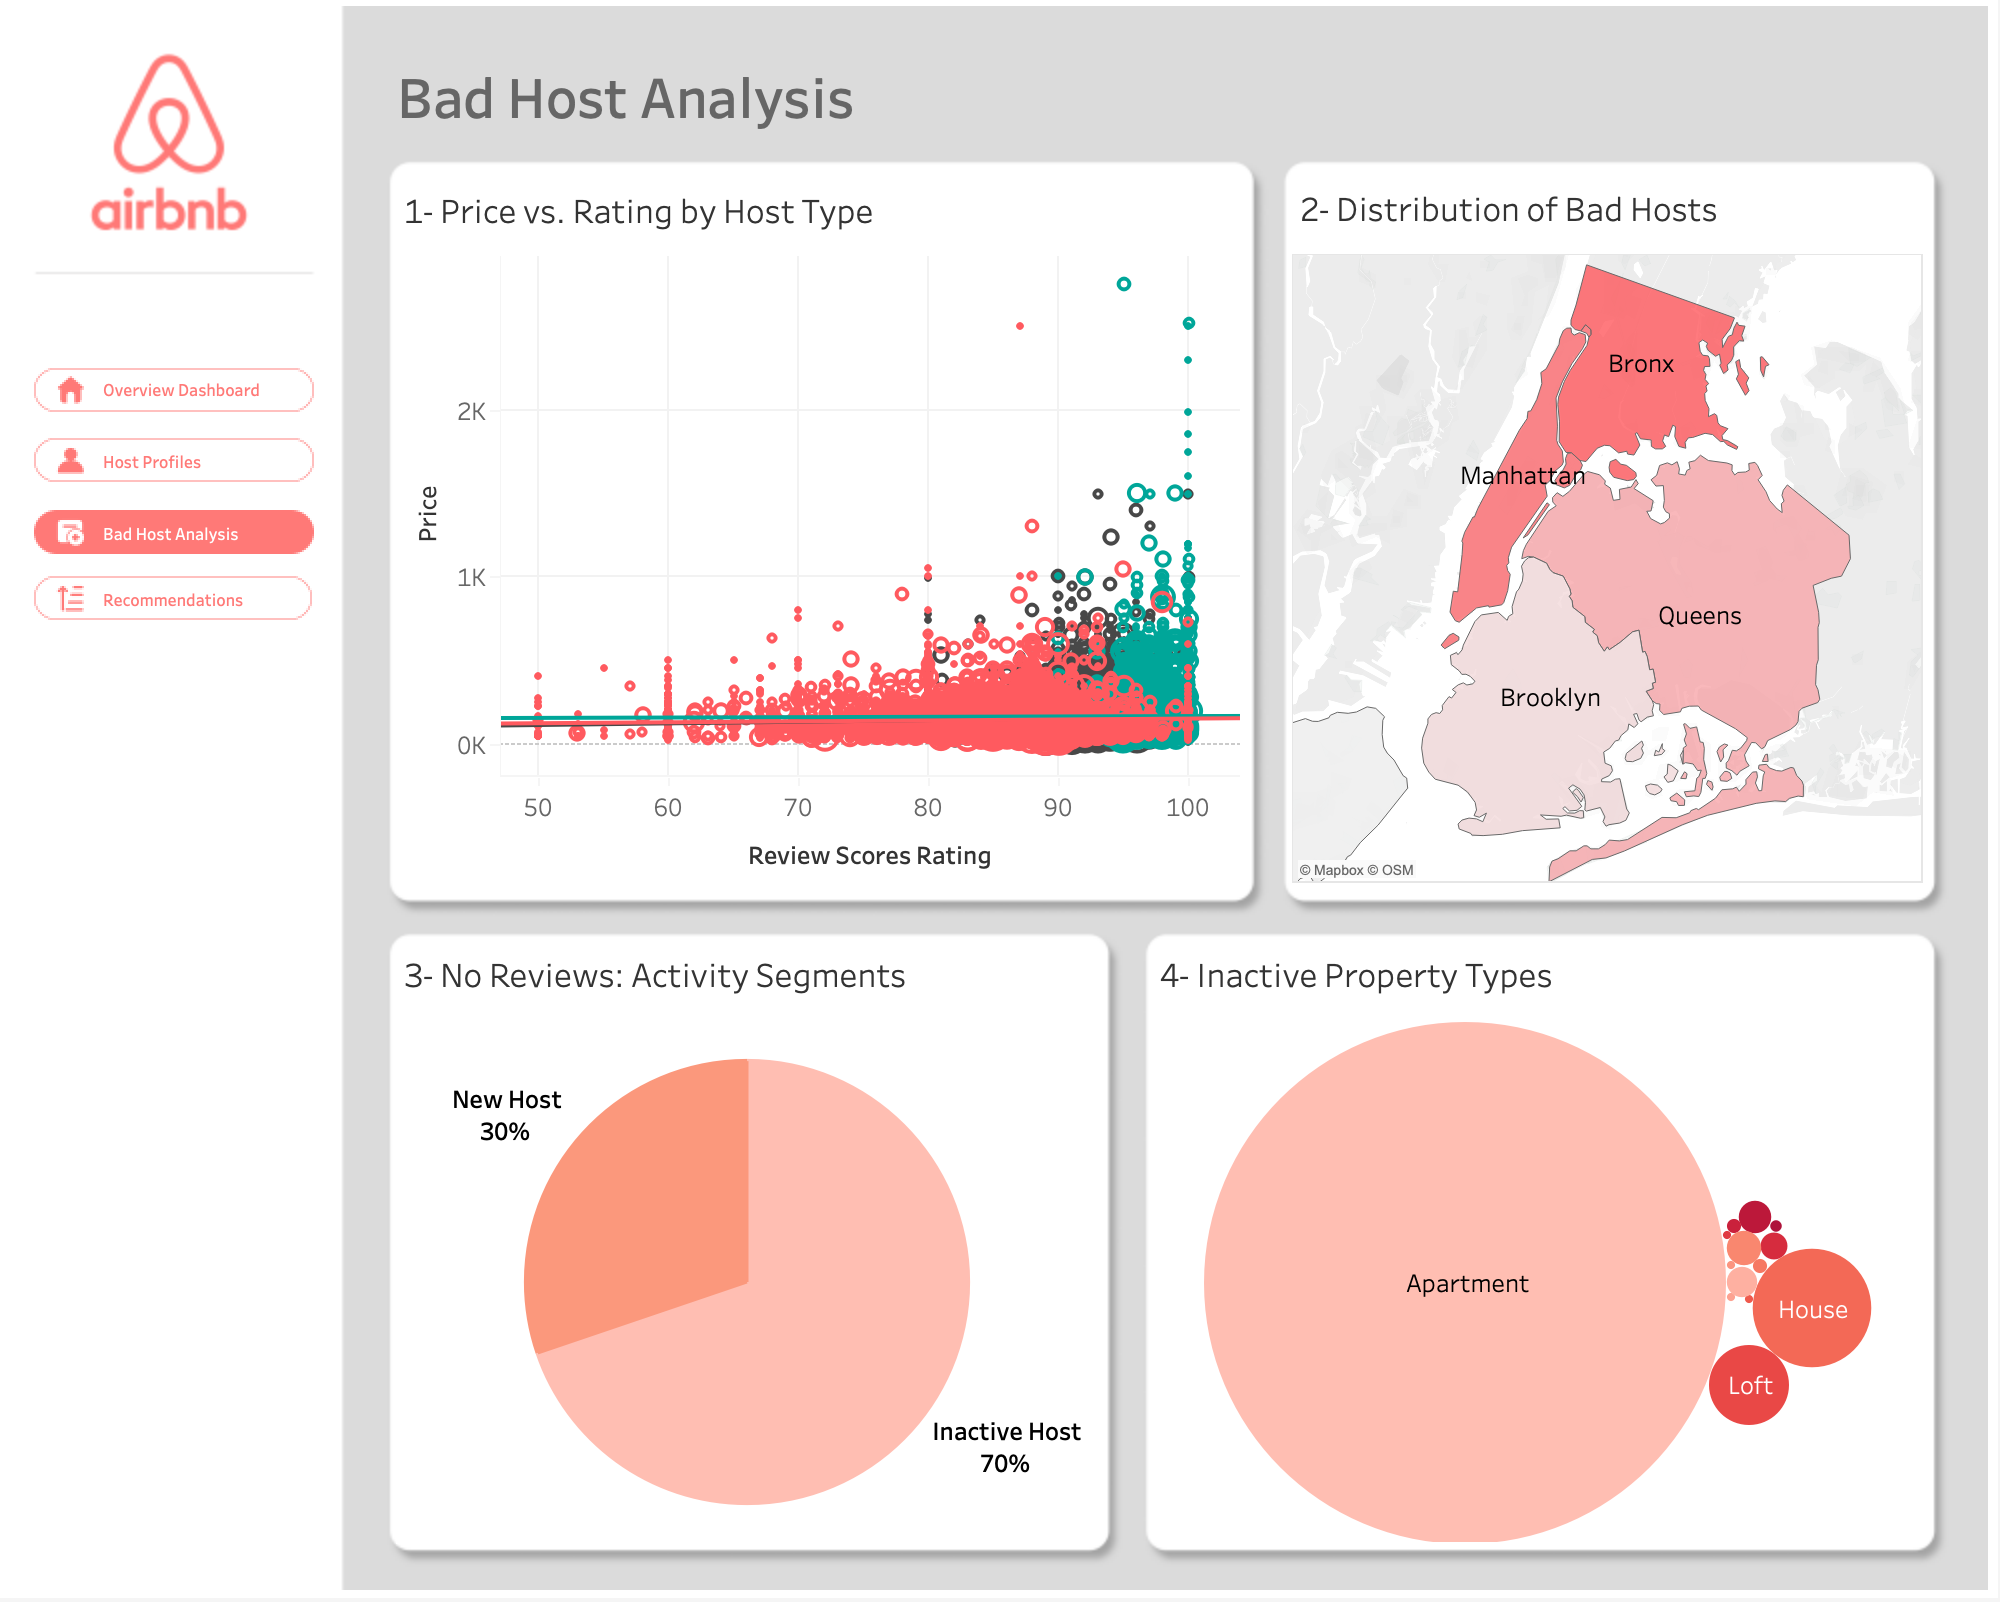 airbnb
Overview Dashboard
Host Profiles
Bad Host Analysis
Recommendations
Bad Host Analysis
1- Price vs. Rating by Host Type
Price
2K
1K
0K
50 60 70 80 90 100
Review Scores Rating
2- Distribution of Bad Hosts
Bronx
Manhattan
Queens
Brooklyn
© Mapbox © OSM
3- No Reviews: Activity Segments
New Host
30%
Inactive Host
70%
4- Inactive Property Types
Apartment
House
Loft